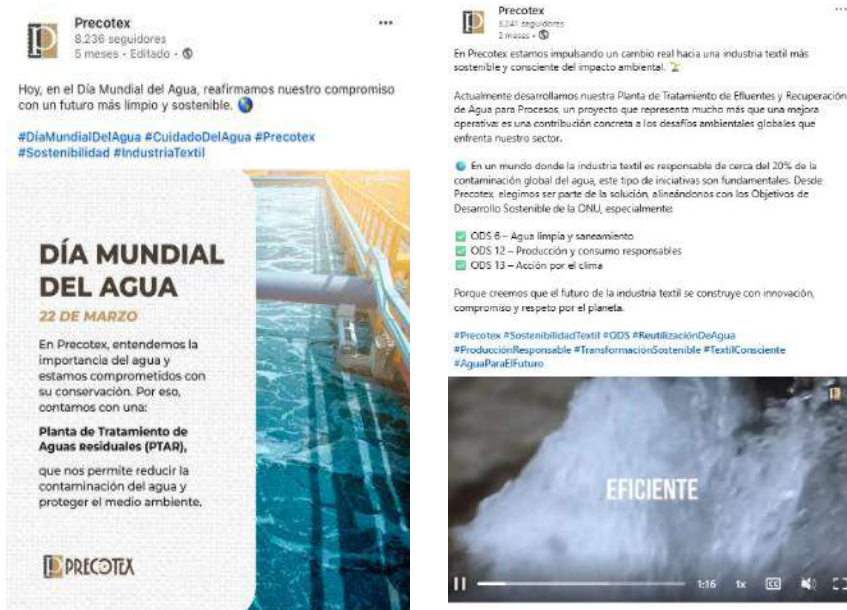 Precotex
8.236 seguidores
5 meses • Editado •
Hoy, en el Día Mundial del Agua, reafirmamos nuestro compromiso
con un futuro más limpio y sostenible.
#DíaMundialDelAgua #CuidadoDelAgua #Precotex
#Sostenibilidad #IndustriaTextil
DÍA MUNDIAL
DEL AGUA
22 DE MARZO
En Precotex, entendemos la
importancia del agua y
estamos comprometidos con
su conservación. Por eso,
contamos con una:
Planta de Tratamiento de
Aguas Residuales (PTAR),
que nos permite reducir la
contaminación del agua y
proteger el medio ambiente.
PRECOTEX
Precotex
8.241 seguidores
2 meses •
En Precotex estamos impulsando un cambio real hacia una industria textil más
sostenible y consciente del impacto ambiental.
Actualmente desarrollamos nuestra Planta de Tratamiento de Efluentes y Recuperación
de Agua para Procesos, un proyecto que representa mucho más que una mejora
operativa: es una contribución concreta a los desafíos ambientales globales que
enfrenta nuestro sector.
En un mundo donde la industria textil es responsable de cerca del 20% de la
contaminación global del agua, este tipo de iniciativas son fundamentales. Desde
Precotex, elegimos ser parte de la solución, alineándonos con los Objetivos de
Desarrollo Sostenible de la ONU, especialmente:
ODS 6 – Agua limpia y saneamiento
ODS 12 – Producción y consumo responsables
ODS 13 – Acción por el clima
Porque creemos que el futuro de la industria textil se construye con innovación,
compromiso y respeto por el planeta.
#Precotex #SostenibilidadTextil #ODS #ReutilizaciónDeAgua
#ProducciónResponsable #TransformaciónSostenible #TextilConsciente
#AguaParaElFuturo
EFICIENTE
1:16 1x CC